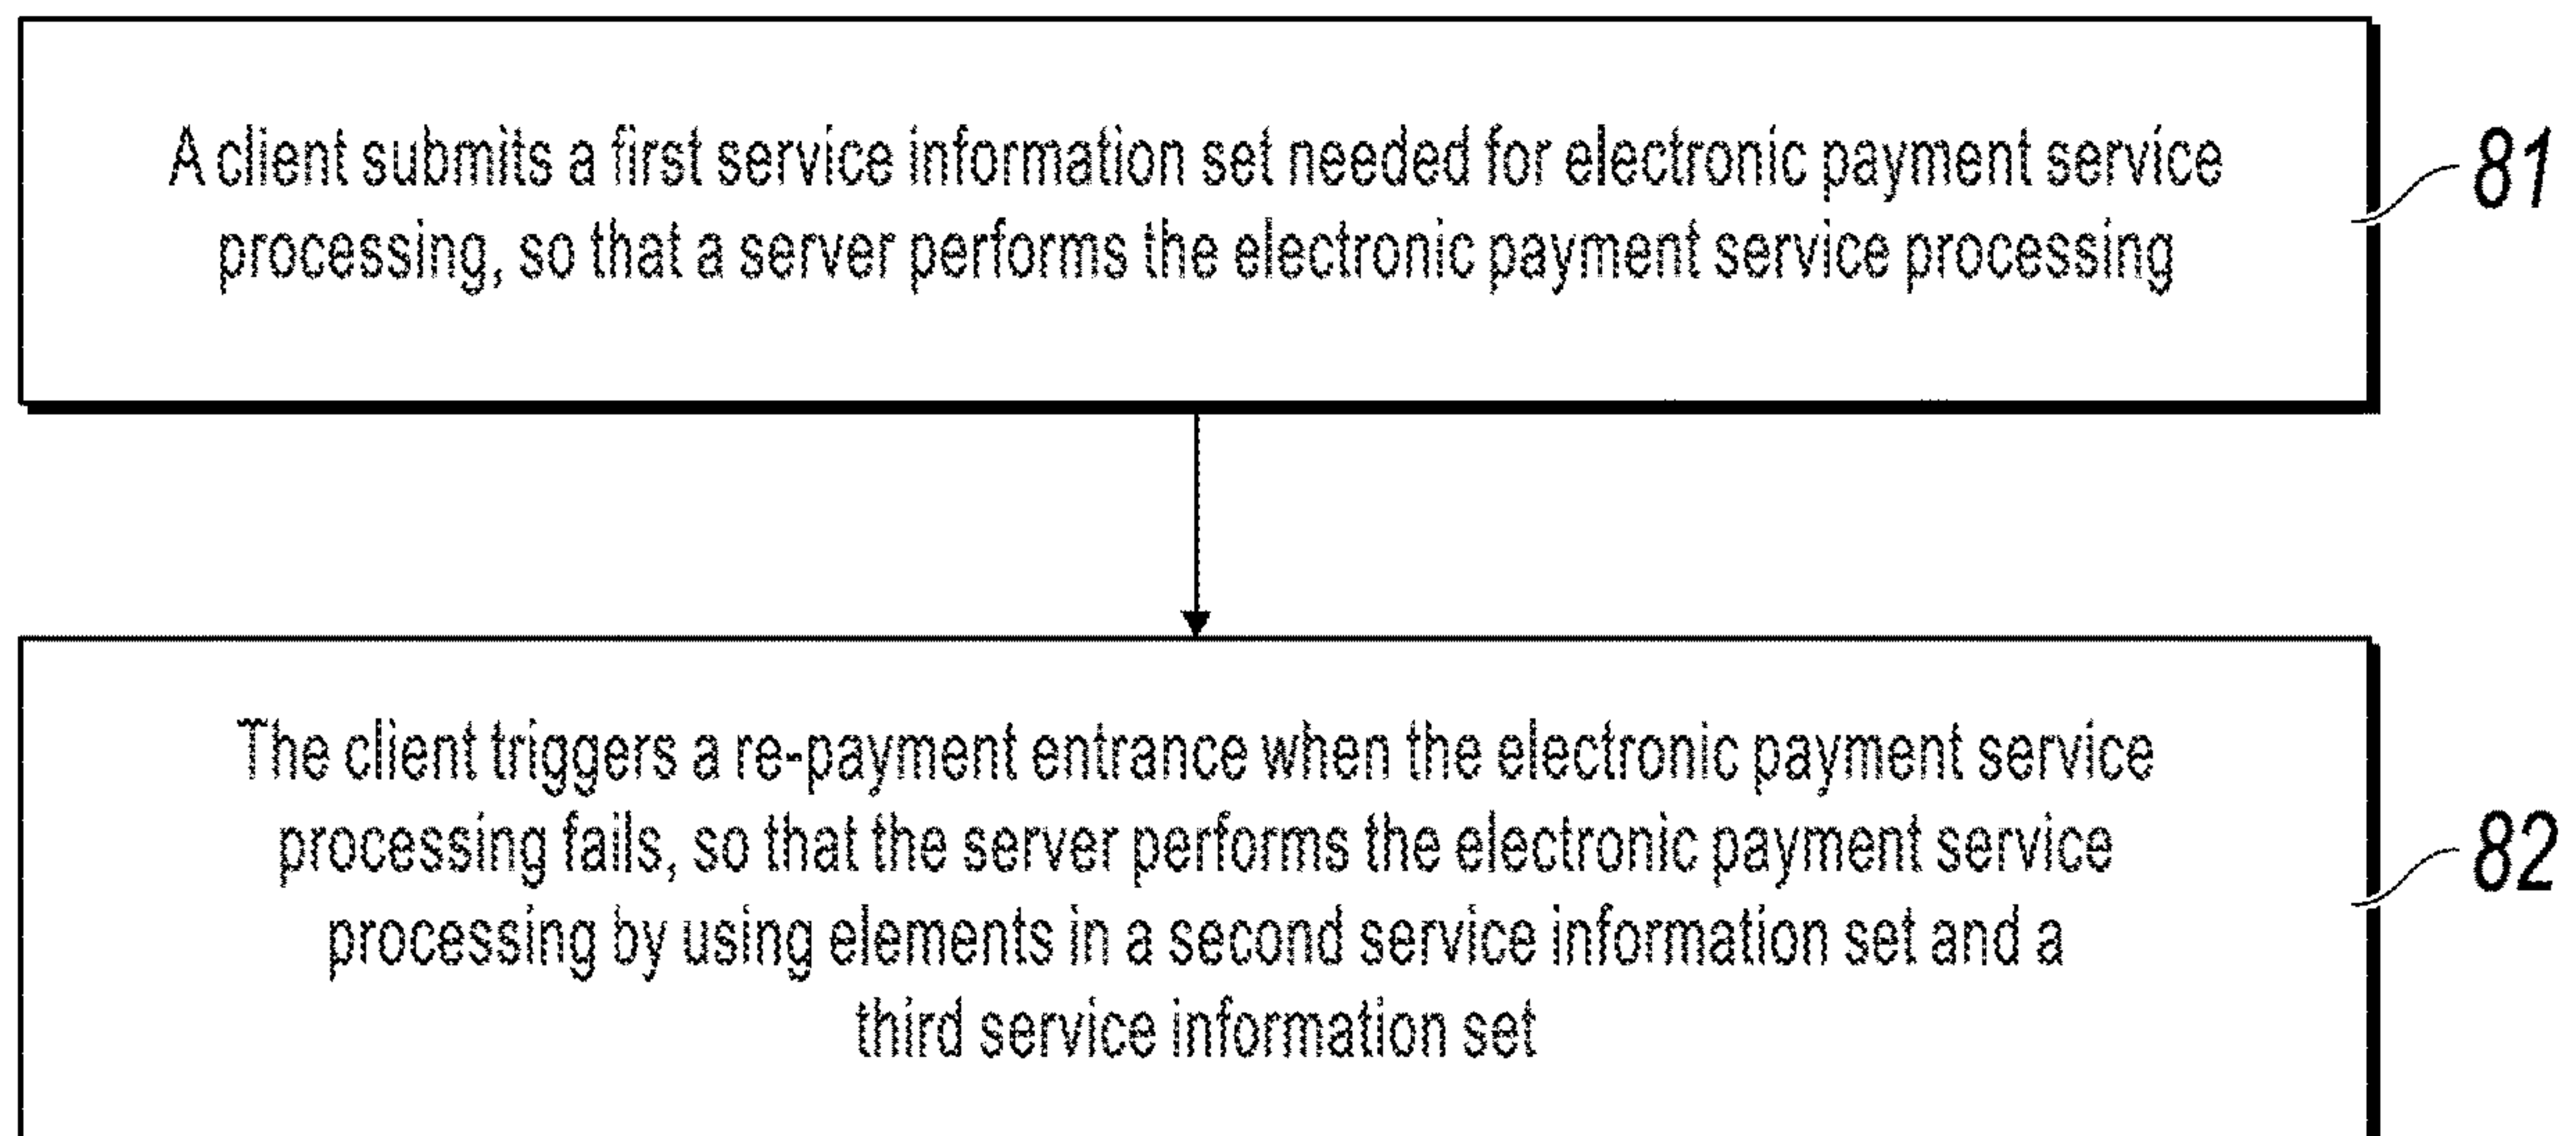 A client submits a first service information set needed for electronic payment service
processing, so that a server performs the electronic payment service processing
81
The client triggers a re-payment entrance when the electronic payment service
processing fails, so that the server performs the electronic payment service
processing by using elements in a second service information set and a
third service information set
82